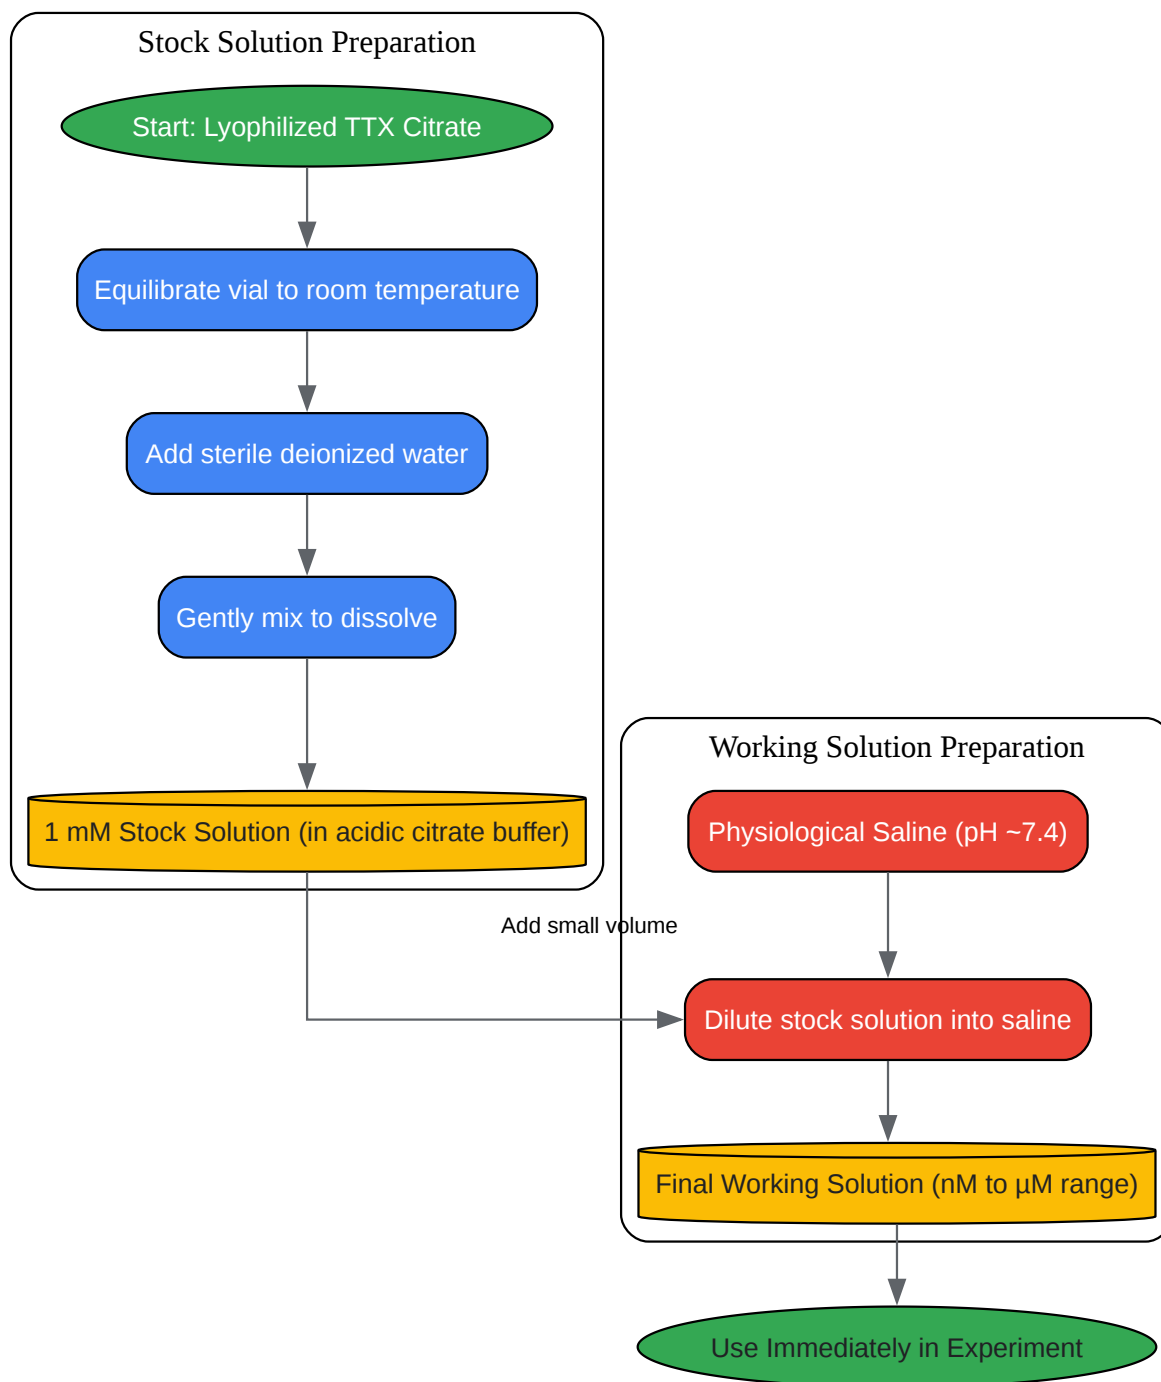 Stock Solution Preparation
Start: Lyophilized TTX Citrate
Equilibrate vial to room temperature
Add sterile deionized water
Gently mix to dissolve
1 mM Stock Solution (in acidic citrate buffer)
Add small volume
Working Solution Preparation
Physiological Saline (pH ~7.4)
Dilute stock solution into saline
Final Working Solution (nM to µM range)
Use Immediately in Experiment